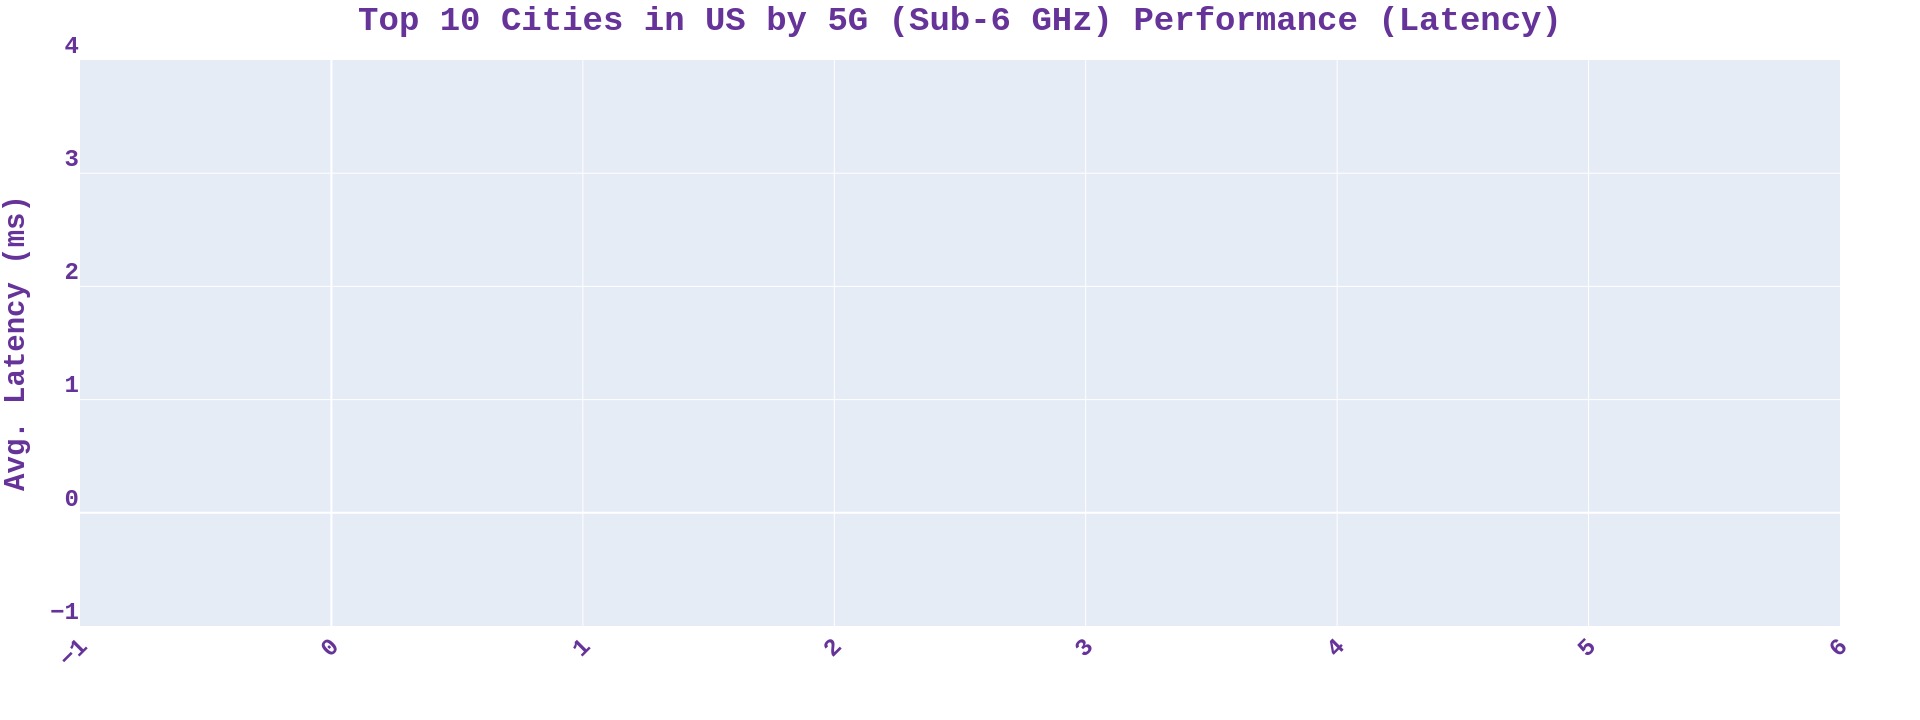 Top 10 Cities in US by 5G (Sub-6 GHz) Performance (Latency)
Avg. Latency (ms)
4
3
2
1
0
−1
−1 0 1 2 3 4 5 6